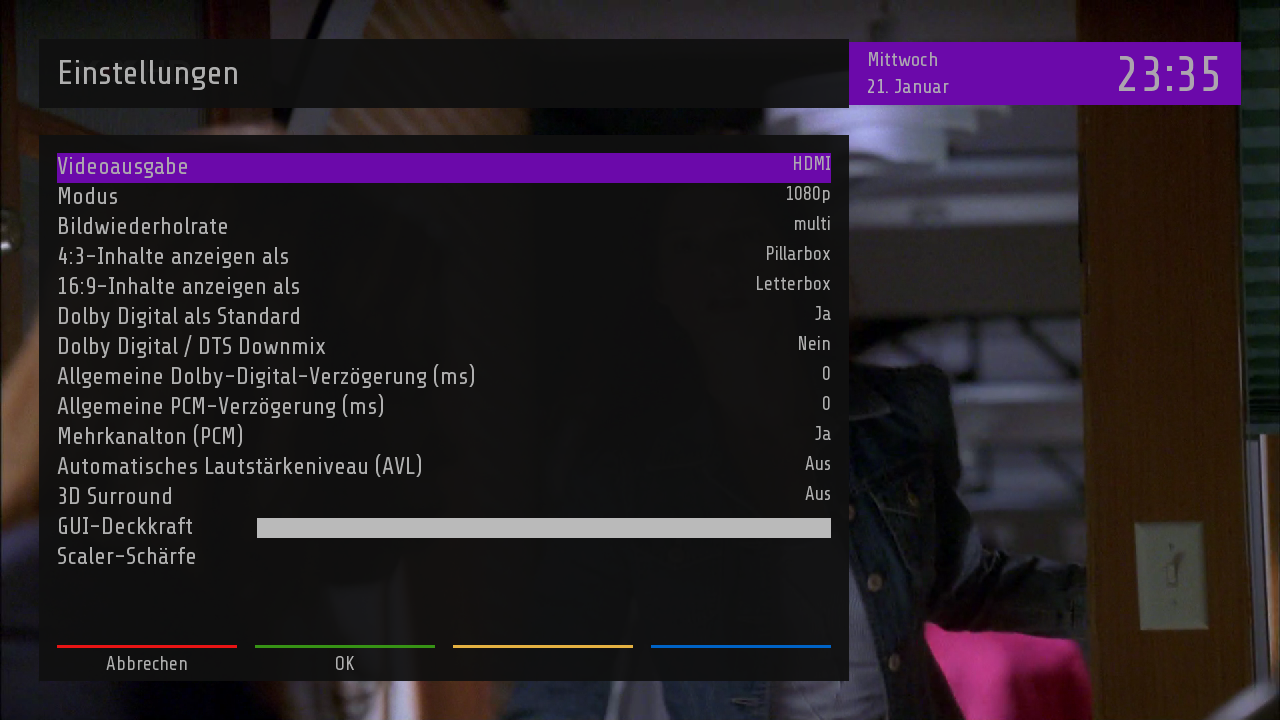 Einstellungen
Mittwoch
21. Januar
23:35
Videoausgabe HDMI
Modus 1080p
Bildwiederholrate multi
4:3-Inhalte anzeigen als Pillarbox
16:9-Inhalte anzeigen als Letterbox
Dolby Digital als Standard Ja
Dolby Digital / DTS Downmix Nein
Allgemeine Dolby-Digital-Verzögerung (ms) 0
Allgemeine PCM-Verzögerung (ms) 0
Mehrkanalton (PCM) Ja
Automatisches Lautstärkeniveau (AVL) Aus
3D Surround Aus
GUI-Deckkraft
Scaler-Schärfe
Abbrechen OK